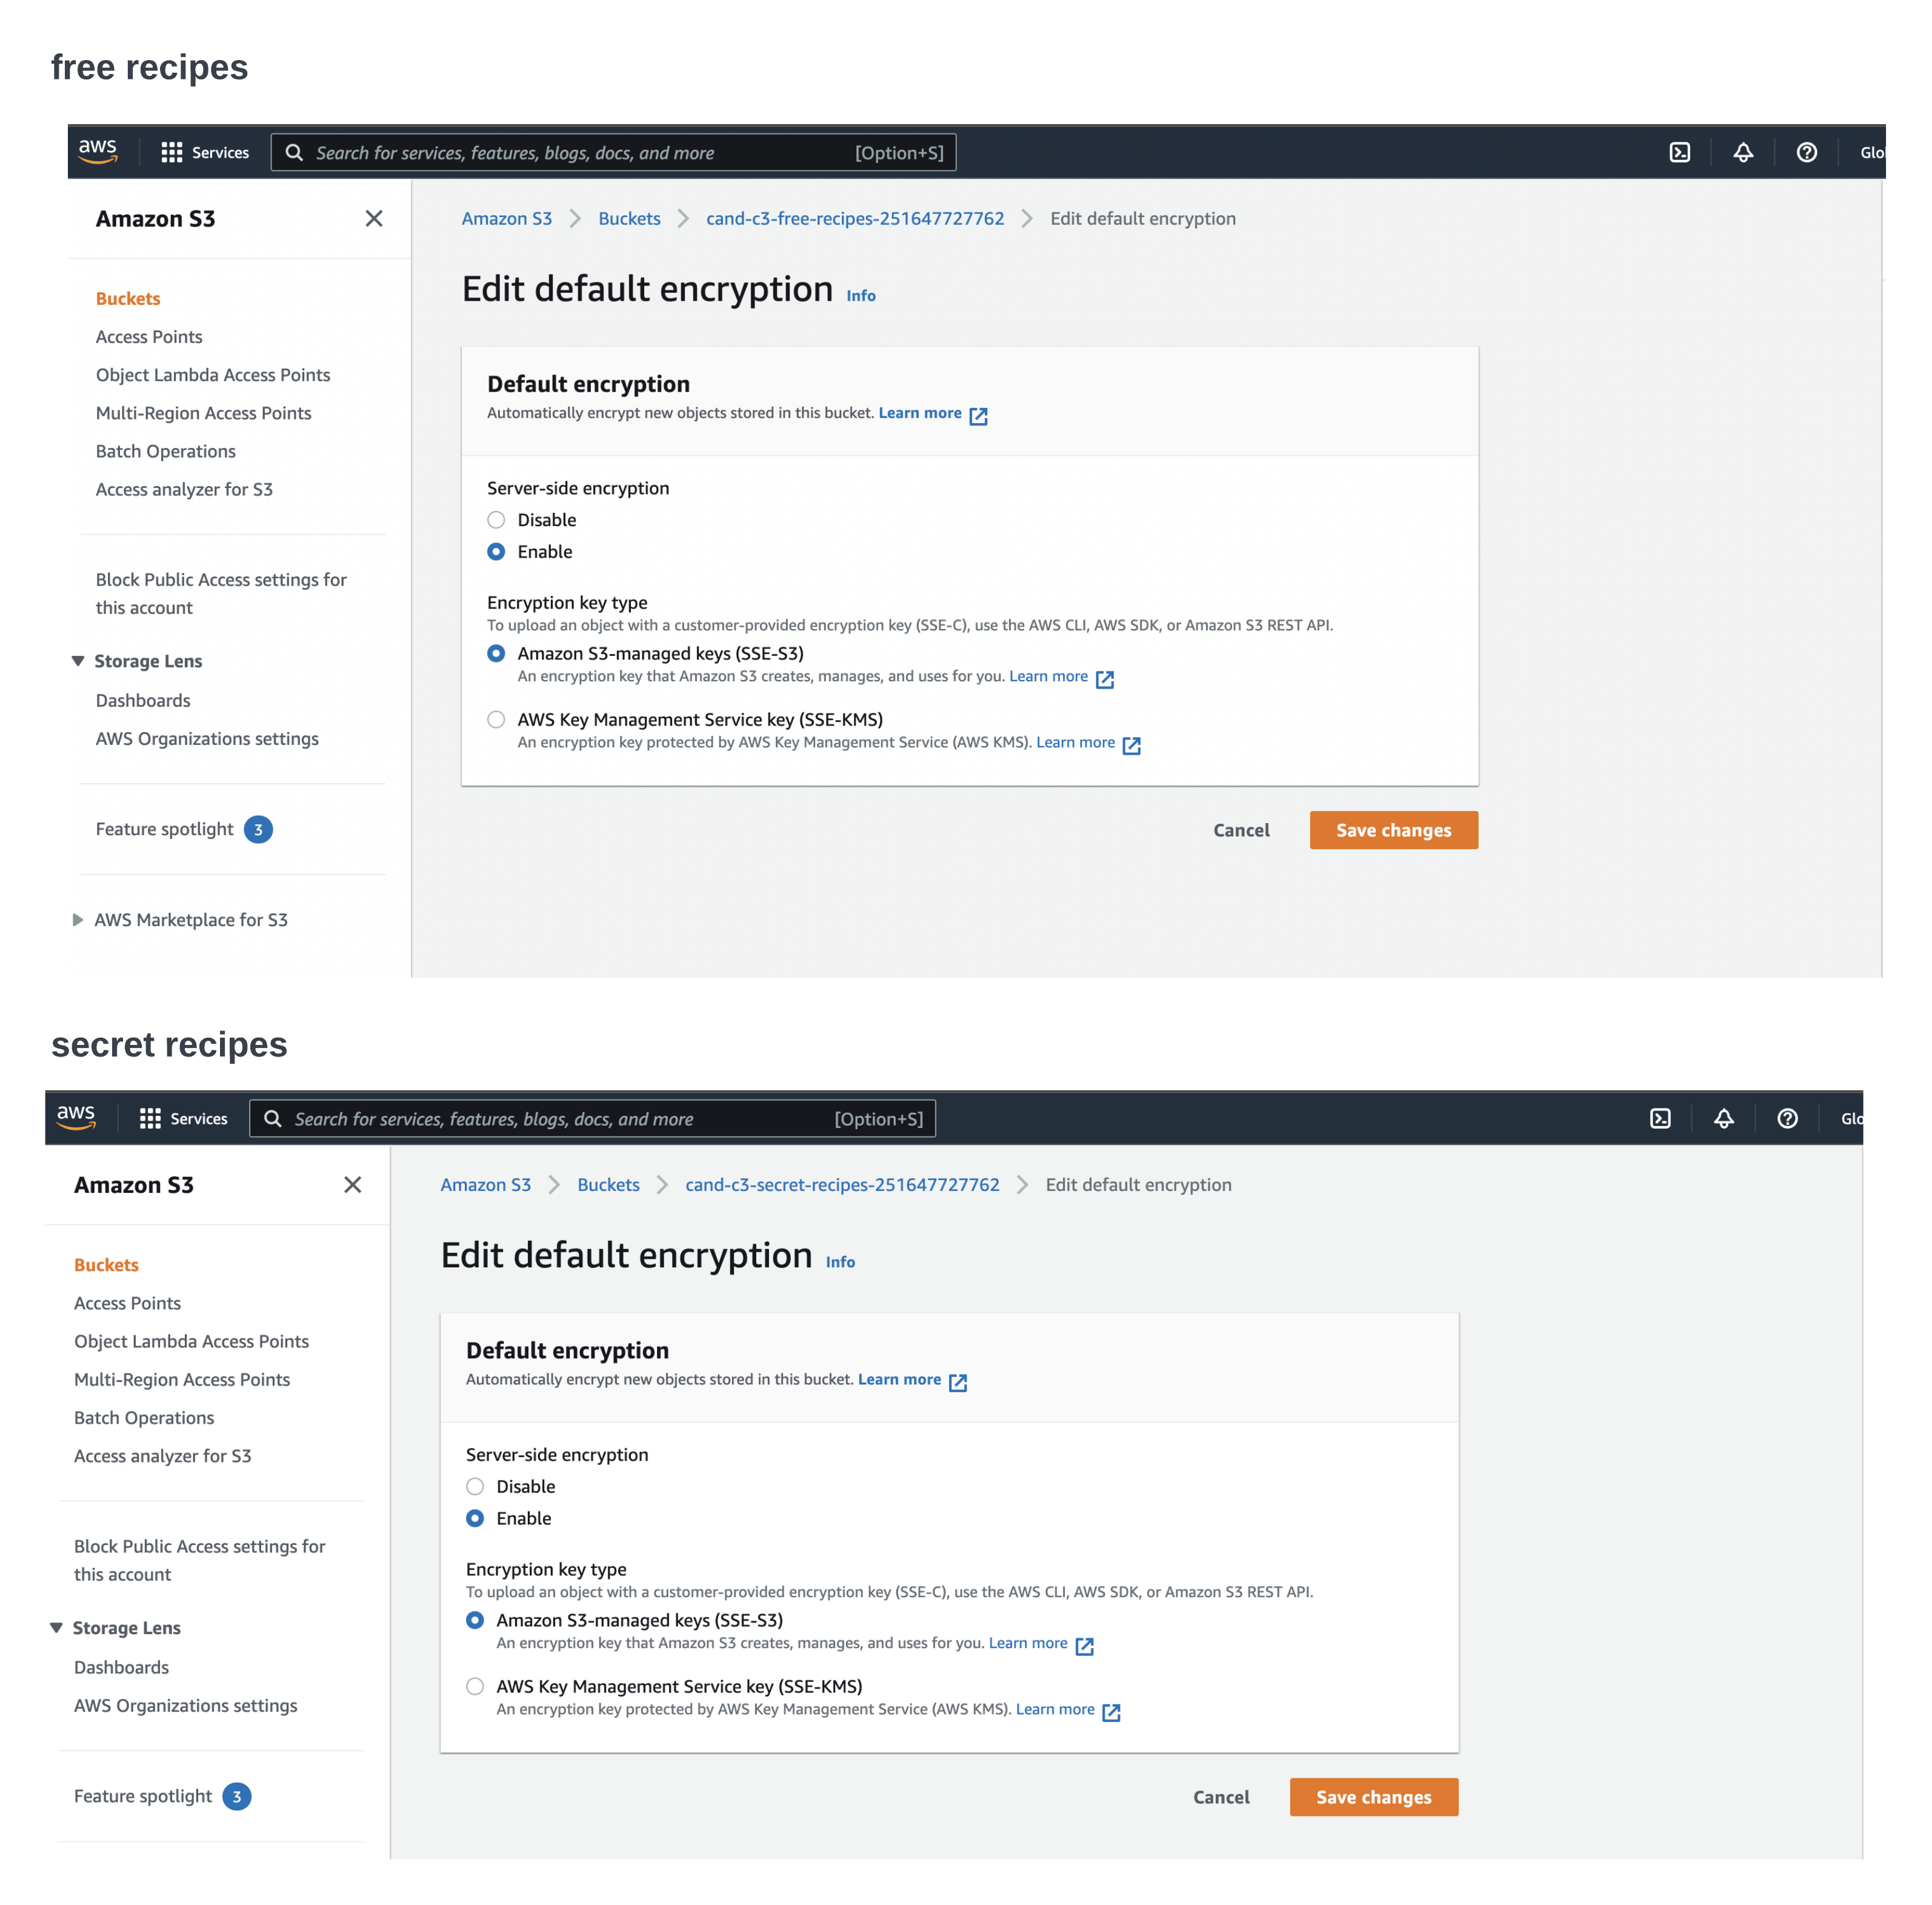 free recipes
aws Services Search for services, features, blogs, docs, and more [Option+S] Glo
Amazon S3
Buckets
Access Points
Object Lambda Access Points
Multi-Region Access Points
Batch Operations
Access analyzer for S3
Block Public Access settings for
this account
Storage Lens
Dashboards
AWS Organizations settings
Feature spotlight 3
AWS Marketplace for S3
Amazon S3 Buckets cand-c3-free-recipes-251647727762 Edit default encryption
Edit default encryption Info
Default encryption
Automatically encrypt new objects stored in this bucket. Learn more
Server-side encryption
Disable
Enable
Encryption key type
To upload an object with a customer-provided encryption key (SSE-C), use the AWS CLI, AWS SDK, or Amazon S3 REST API.
Amazon S3-managed keys (SSE-S3)
An encryption key that Amazon S3 creates, manages, and uses for you. Learn more
AWS Key Management Service key (SSE-KMS)
An encryption key protected by AWS Key Management Service (AWS KMS). Learn more
Cancel Save changes
secret recipes
aws Services Search for services, features, blogs, docs, and more [Option+S] Glo
Amazon S3
Buckets
Access Points
Object Lambda Access Points
Multi-Region Access Points
Batch Operations
Access analyzer for S3
Block Public Access settings for
this account
Storage Lens
Dashboards
AWS Organizations settings
Feature spotlight 3
Amazon S3 Buckets cand-c3-secret-recipes-251647727762 Edit default encryption
Edit default encryption Info
Default encryption
Automatically encrypt new objects stored in this bucket. Learn more
Server-side encryption
Disable
Enable
Encryption key type
To upload an object with a customer-provided encryption key (SSE-C), use the AWS CLI, AWS SDK, or Amazon S3 REST API.
Amazon S3-managed keys (SSE-S3)
An encryption key that Amazon S3 creates, manages, and uses for you. Learn more
AWS Key Management Service key (SSE-KMS)
An encryption key protected by AWS Key Management Service (AWS KMS). Learn more
Cancel Save changes